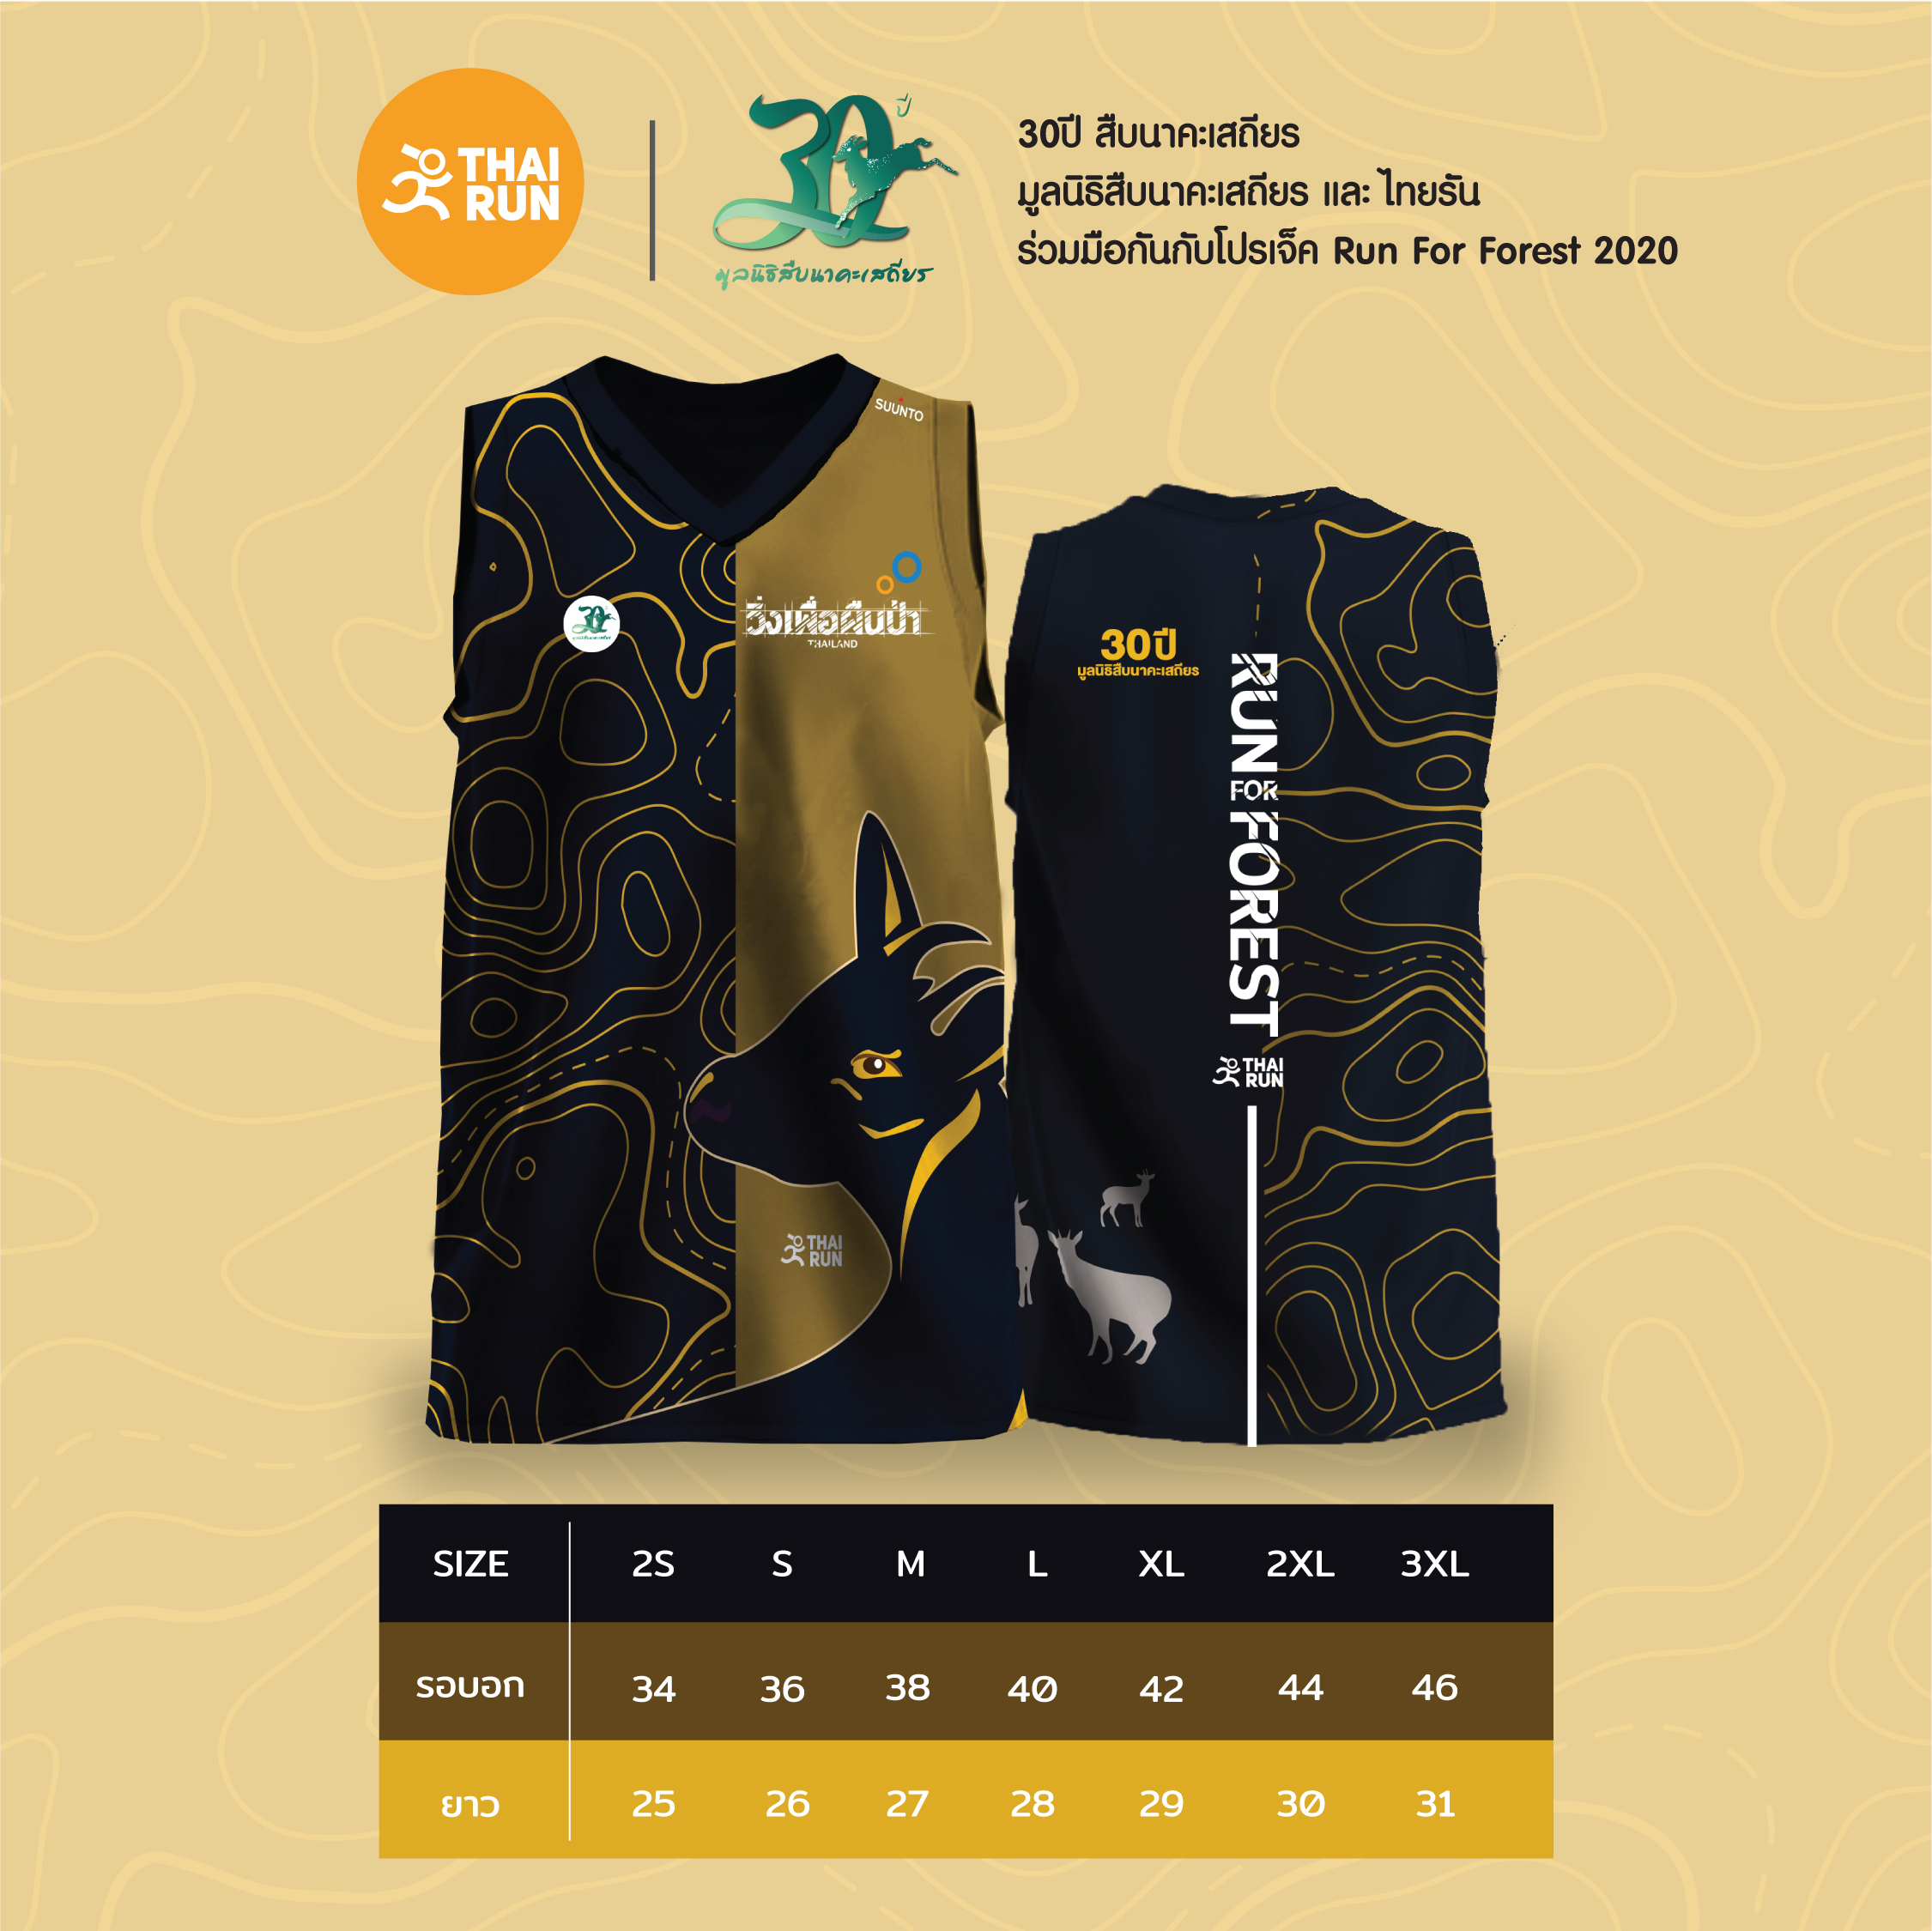 THAI
RUN
30 ปี
มูลนิธิสืบนาคะเสถียร
30ปี สืบนาคะเสถียร
มูลนิธิสืบนาคะเสถียร และ ไทยรัน
ร่วมมือกันกับโปรเจ็ค Run For Forest 2020
SUUNTO
30
วิ่งเพื่อผืนป่า
THAILAND
THAI
RUN
30ปี
มูลนิธิสืบนาคะเสถียร
RUN FOR FOREST
THAI
RUN
SIZE 2S S M L XL 2XL 3XL
รอบอก 34 36 38 40 42 44 46
ยาว 25 26 27 28 29 30 31